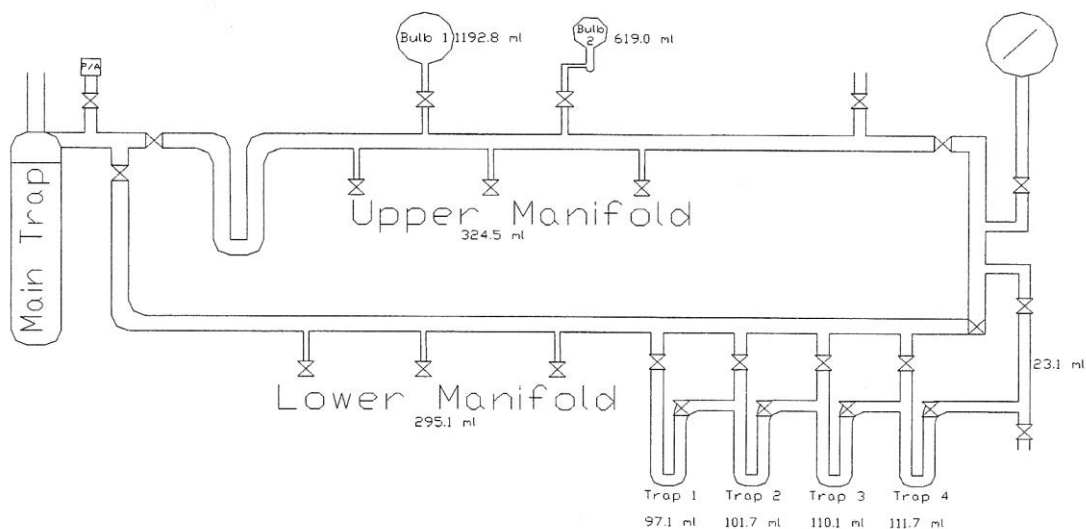 Bulb 1 1192.8 ml
Bulb
2
619.0 ml
P/A
Main Trap
Upper Manifold
324.5 ml
Lower Manifold
295.1 ml
23.1 ml
Trap 1 Trap 2 Trap 3 Trap 4
97.1 ml 101.7 ml 110.1 ml 111.7 ml